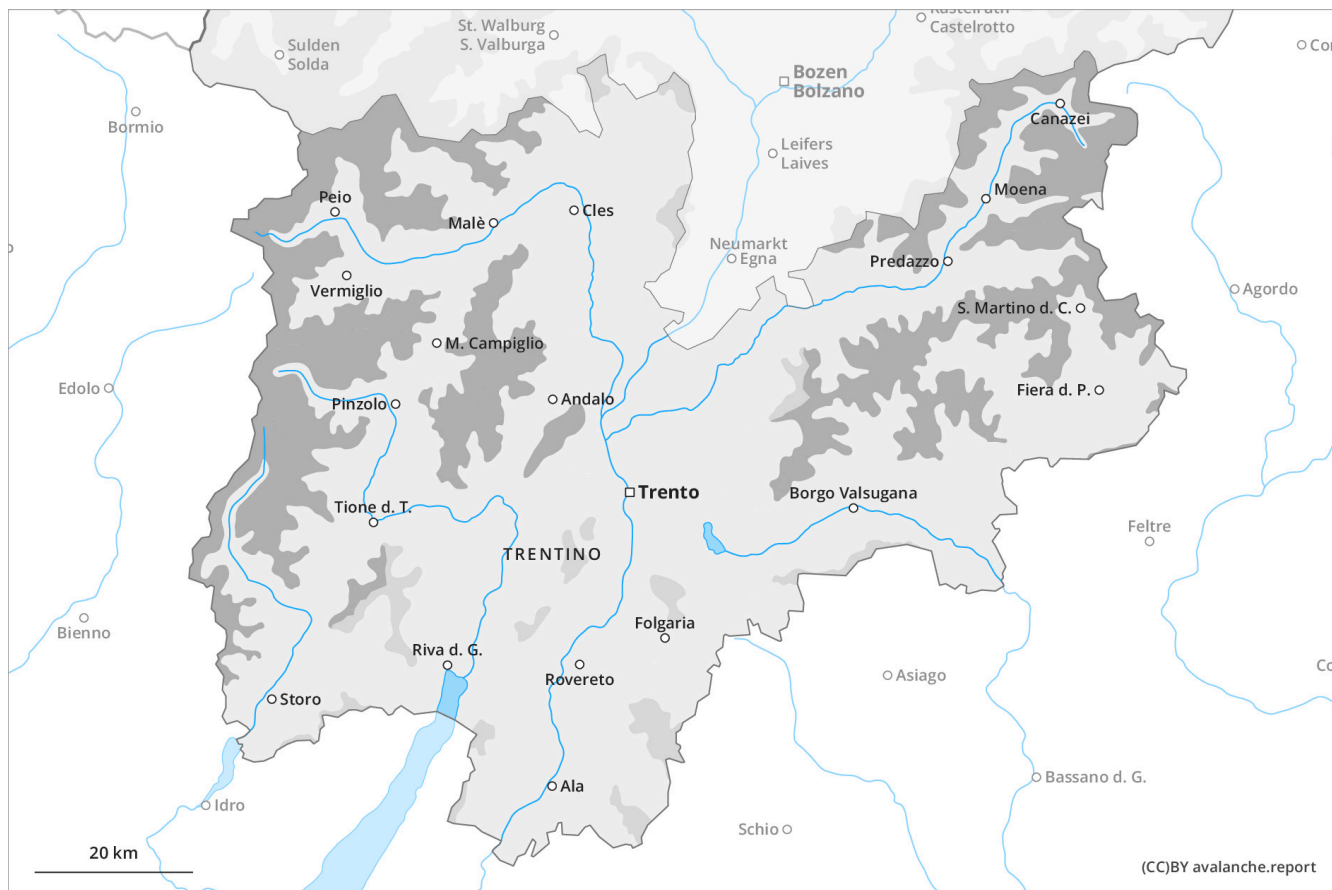 Kastelruth
Castelrotto
St. Walburg
S. Valburga
Sulden
Solda
Bozen
Bolzano
Bormio
Canazei
Leifers
Laives
Moena
Peio
Malè
Cles
Neumarkt
Egna
Predazzo
Vermiglio
Agordo
S. Martino d. C.
M. Campiglio
Edolo
Pinzolo
Andalo
Fiera d. P.
Trento
Borgo Valsugana
Tione d. T.
Feltre
TRENTINO
Bienno
Folgaria
Riva d. G.
Rovereto
Asiago
Storo
Ala
Bassano d. G.
Idro
Schio
20 km
(CC)BY avalanche.report